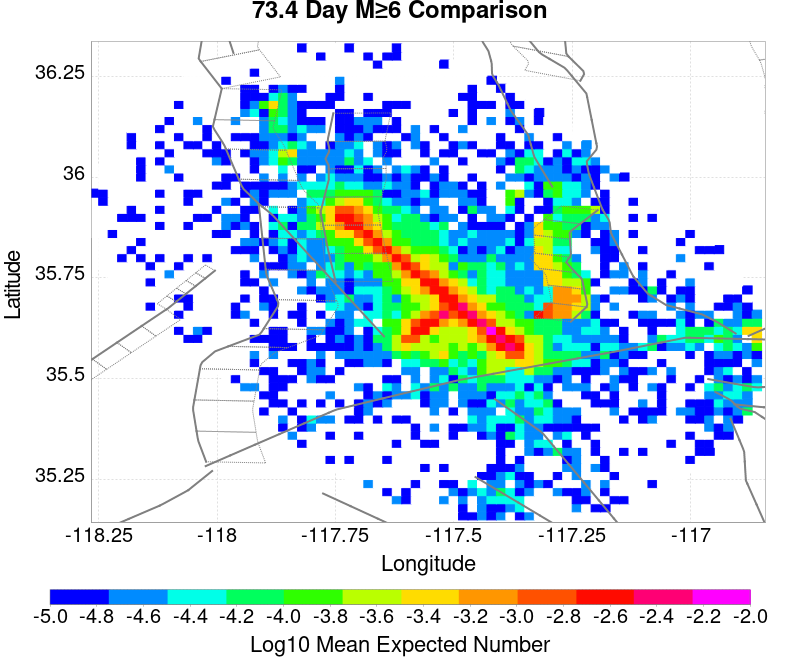 73.4 Day M≥6 Comparison
36.25
36
35.75
35.5
35.25
Latitude
-118.25 -118 -117.75 -117.5 -117.25 -117
Longitude
-5.0 -4.8 -4.6 -4.4 -4.2 -4.0 -3.8 -3.6 -3.4 -3.2 -3.0 -2.8 -2.6 -2.4 -2.2 -2.0
Log10 Mean Expected Number